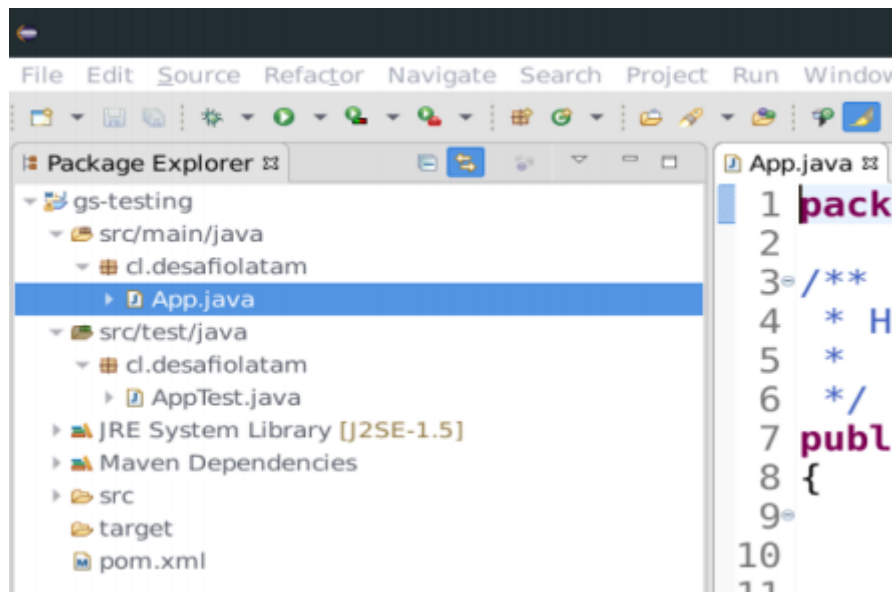 File Edit Source Refactor Navigate Search Project Run Window
Package Explorer
gs-testing
src/main/java
cl.desafiolatam
App.java
src/test/java
cl.desafiolatam
AppTest.java
JRE System Library [J2SE-1.5]
Maven Dependencies
src
target
pom.xml
App.java
1 pack
2
3 /**
4 * H
5 *
6 */
7 publ
8 {
9
10
11